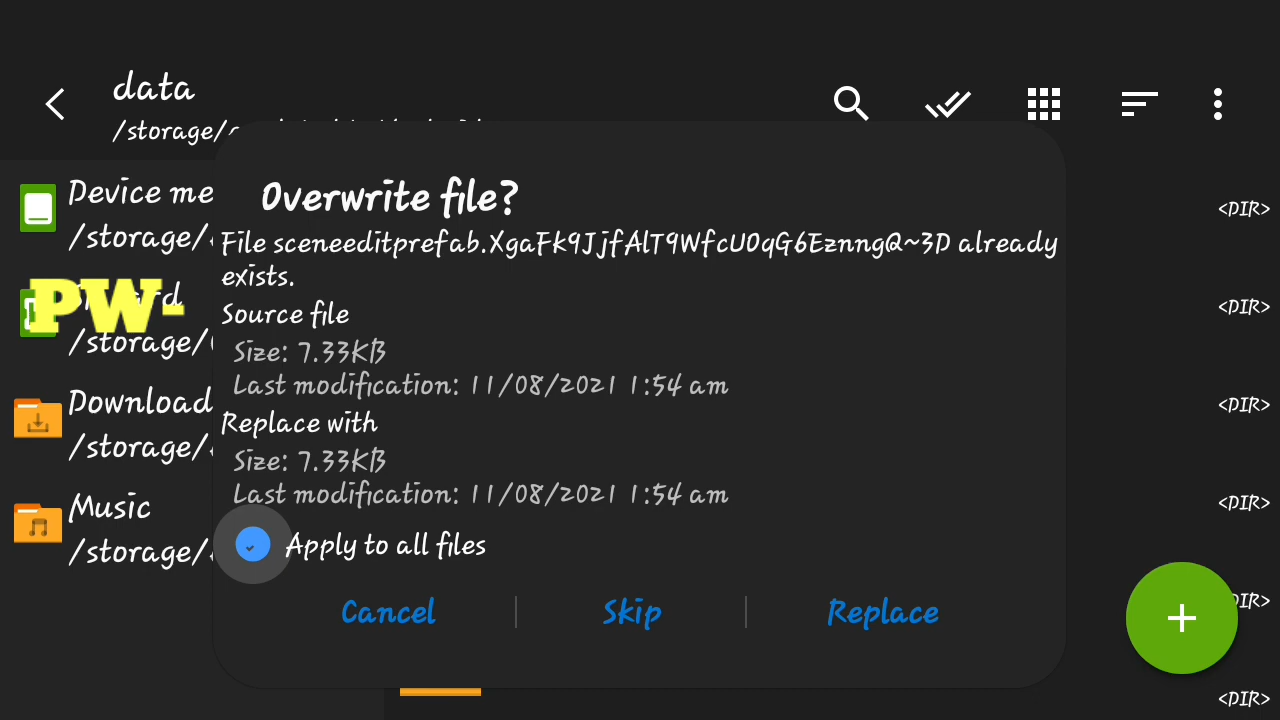 data
/storage/
Overwrite file?
Device me
/storage/
File sceneeditprefab.XgaFk9JjfAlT9WfcU0qG6EznngQ~3D already
exists.
PW-
/storage/
Source file
Size: 7.33KB
Last modification: 11/08/2021 1:54 am
Download
/storage/
Replace with
Size: 7.33KB
Last modification: 11/08/2021 1:54 am
Music
/storage/
Apply to all files
Cancel
Skip
Replace
<DIR>
<DIR>
<DIR>
<DIR>
<DIR>